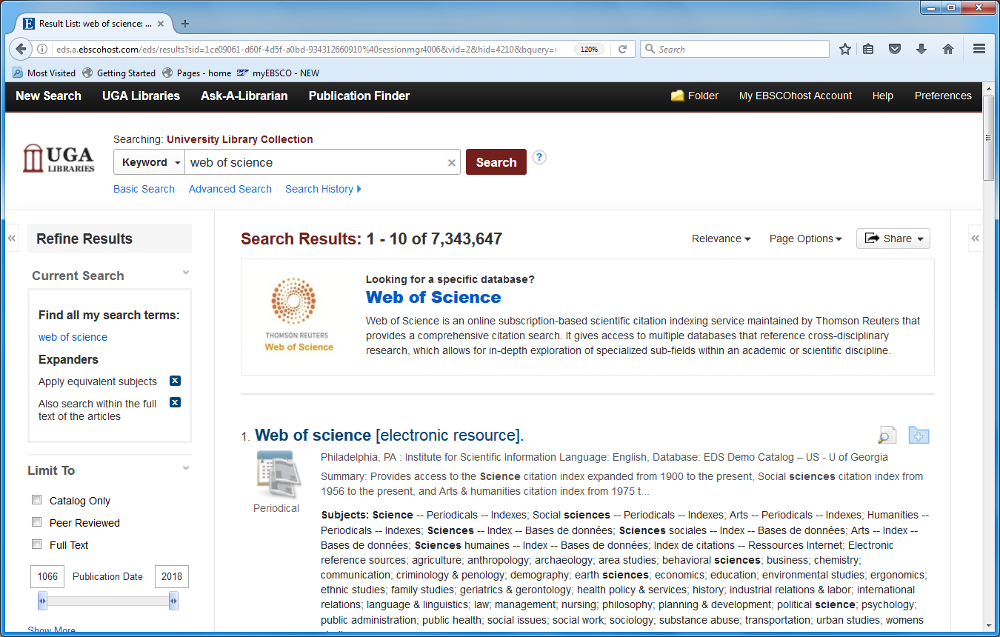 Result List: web of science: ...
eds.a.ebscohost.com/eds/results?sid=1ce09061-d60f-4d5f-a0bd-934312660910%40sessionmgr4006&vid=2&hid=4210&bquery=(
120%
Search
Most Visited
Getting Started
Pages - home
myEBSCO - NEW
New Search
UGA Libraries
Ask-A-Librarian
Publication Finder
Folder
My EBSCOhost Account
Help
Preferences
UGA
LIBRARIES
Searching: University Library Collection
Keyword
web of science
Search
?
Basic Search
Advanced Search
Search History
Refine Results
Current Search
Find all my search terms:
web of science
Expanders
Apply equivalent subjects
Also search within the full
text of the articles
Limit To
Catalog Only
Peer Reviewed
Full Text
1066
Publication Date
2018
Show More
Search Results: 1 - 10 of 7,343,647
Relevance
Page Options
Share
THOMSON REUTERS
Web of Science
Looking for a specific database?
Web of Science
Web of Science is an online subscription-based scientific citation indexing service maintained by Thomson Reuters that
provides a comprehensive citation search. It gives access to multiple databases that reference cross-disciplinary
research, which allows for in-depth exploration of specialized sub-fields within an academic or scientific discipline.
1. Web of science [electronic resource].
Periodical
Philadelphia, PA : Institute for Scientific Information Language: English, Database: EDS Demo Catalog – US - U of Georgia
Summary: Provides access to the Science citation index expanded from 1900 to the present, Social sciences citation index from
1956 to the present, and Arts & humanities citation index from 1975 t...
Subjects: Science -- Periodicals -- Indexes; Social sciences -- Periodicals -- Indexes; Arts -- Periodicals -- Indexes; Humanities --
Periodicals -- Indexes; Sciences -- Index -- Bases de données; Sciences sociales -- Index -- Bases de données; Arts -- Index --
Bases de données; Sciences humaines -- Index -- Bases de données; Index de citations -- Ressources Internet; Electronic
reference sources; agriculture; anthropology; archaeology; area studies; behavioral sciences; business; chemistry;
communication; criminology & penology; demography; earth sciences; economics; education; environmental studies; ergonomics;
ethnic studies; family studies; geriatrics & gerontology; health policy & services; history; industrial relations & labor; international
relations; language & linguistics; law; management; nursing; philosophy; planning & development; political science; psychology;
public administration; public health; social issues; social work; sociology; substance abuse; transportation; urban studies; womens